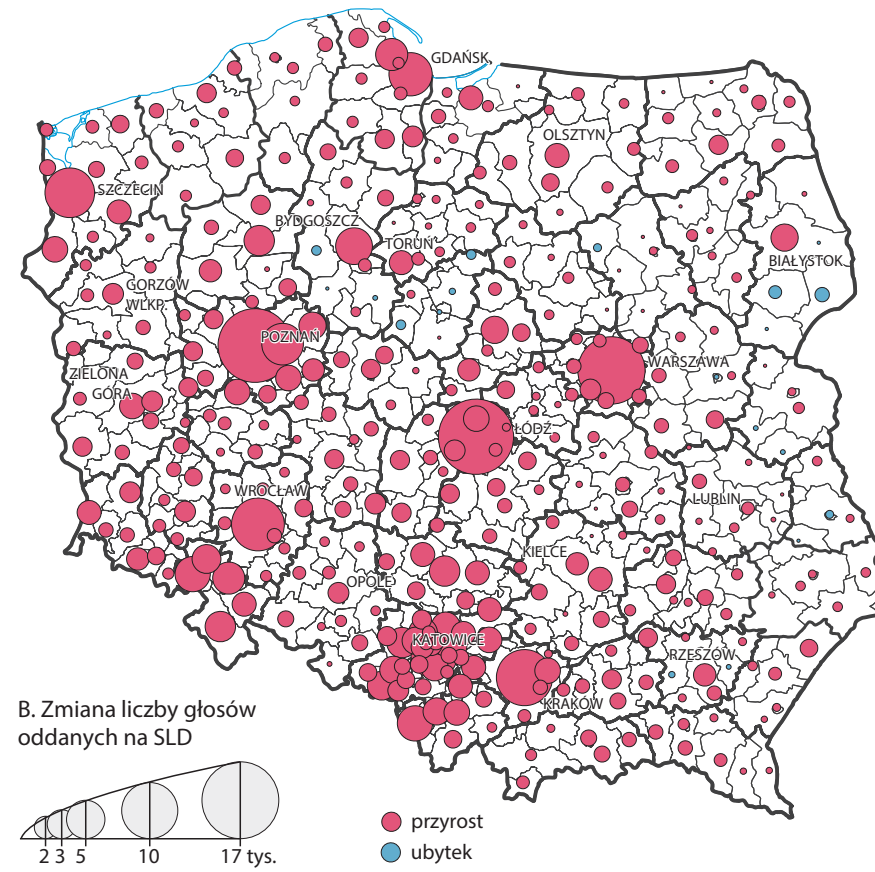 GDAŃSK
OLSZTYN
SZCZECIN
BYDGOSZCZ
TORUŃ
BIAŁYSTOK
GORZÓW
WLKP.
POZNAŃ
WARSZAWA
ZIELONA
GÓRA
ŁÓDŹ
WROCŁAW
LUBLIN
KIELCE
OPOLE
KATOWICE
RZESZÓW
KRAKÓW
B. Zmiana liczby głosów
oddanych na SLD
2 3 5 10 17 tys.
przyrost
ubytek